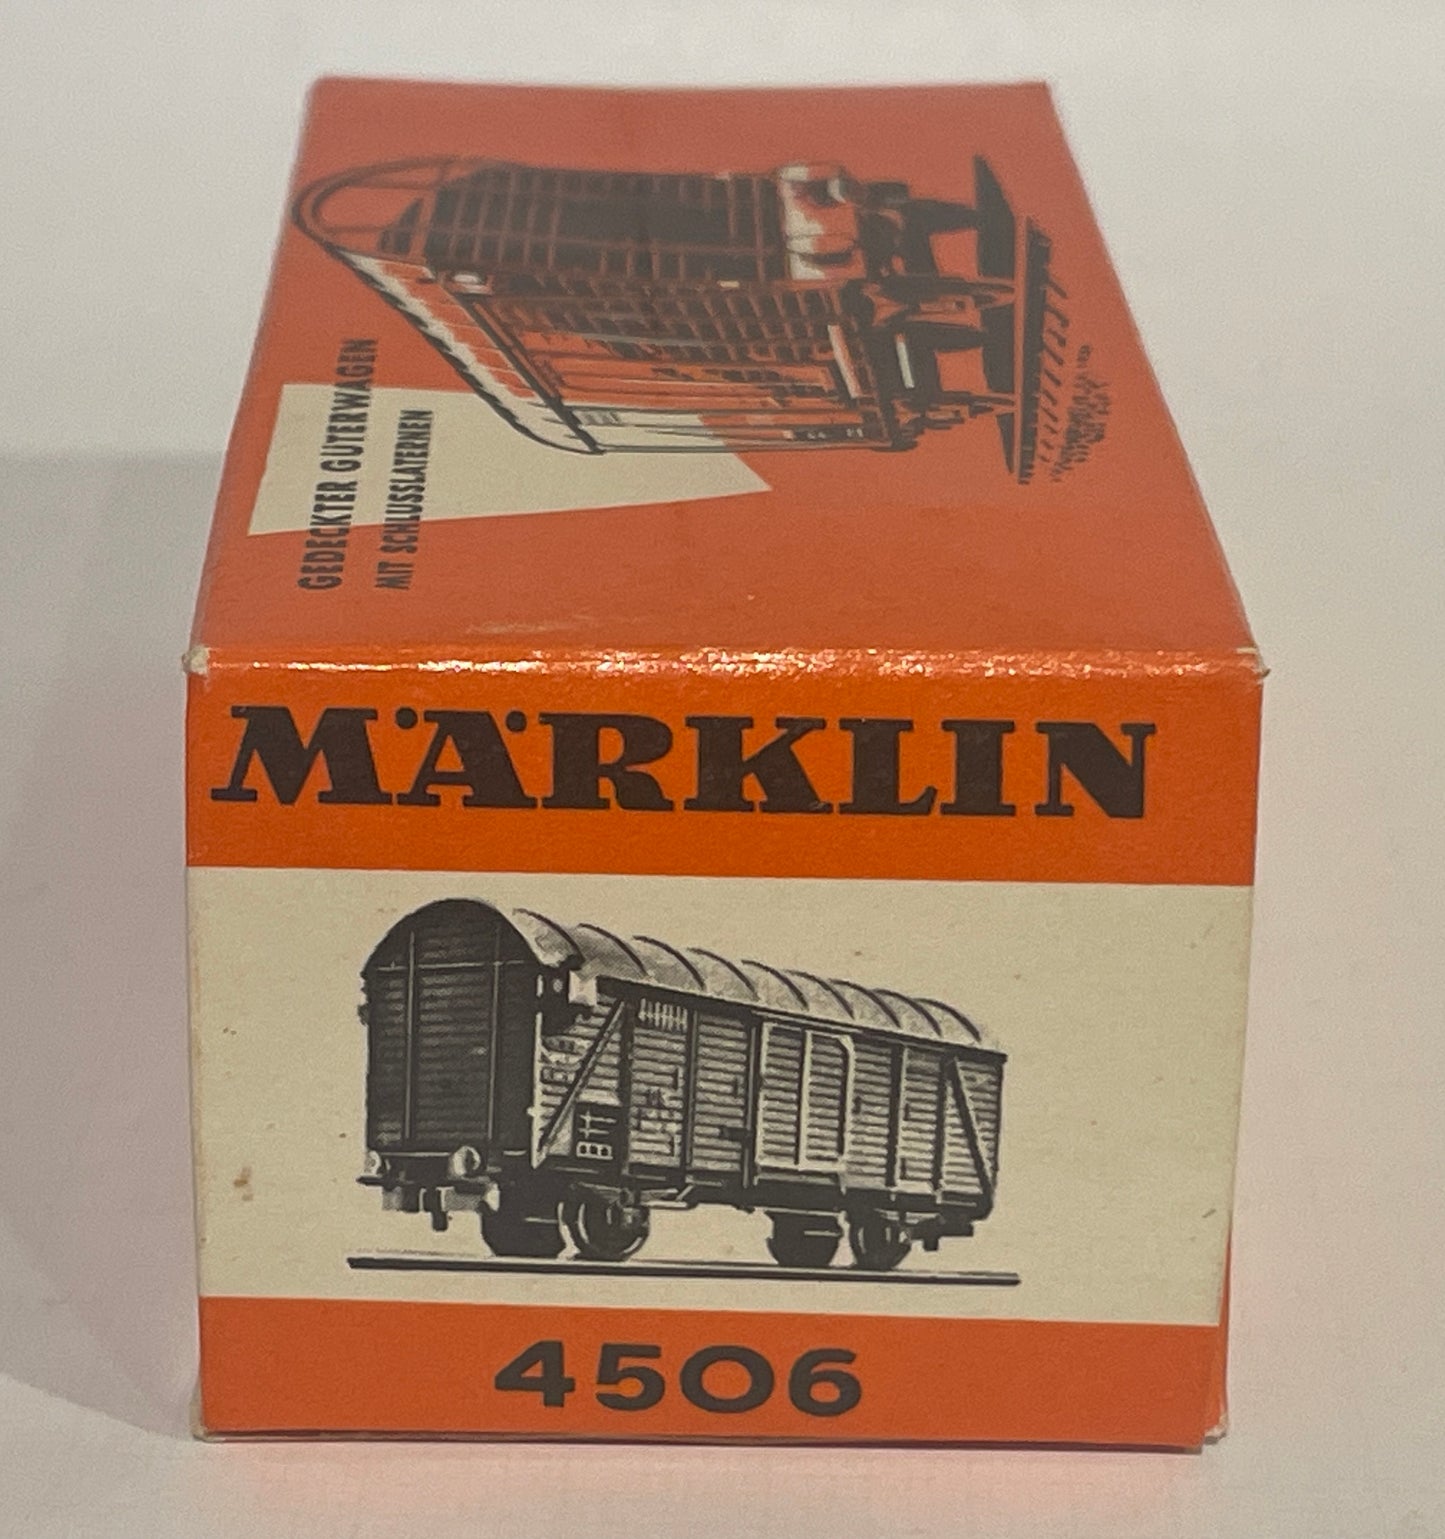 GEDECKTER GUTERWAGEN
MIT SCHLUSSLATERNEN
MÄRKLIN
4506